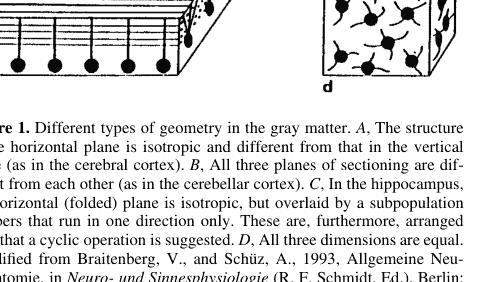 d
re 1. Different types of geometry in the gray matter. A, The structure
e horizontal plane is isotropic and different from that in the vertical
(as in the cerebral cortex). B, All three planes of sectioning are dif-
t from each other (as in the cerebellar cortex). C, In the hippocampus,
orizontal (folded) plane is isotropic, but overlaid by a subpopulation
bers that run in one direction only. These are, furthermore, arranged
that a cyclic operation is suggested. D, All three dimensions are equal.
ified from Braitenberg, V., and Schüz, A., 1993, Allgemeine Neu-
ntomie, in Neuro- und Sinnesphysiologie (R. F. Schmidt, Ed.), Berlin: